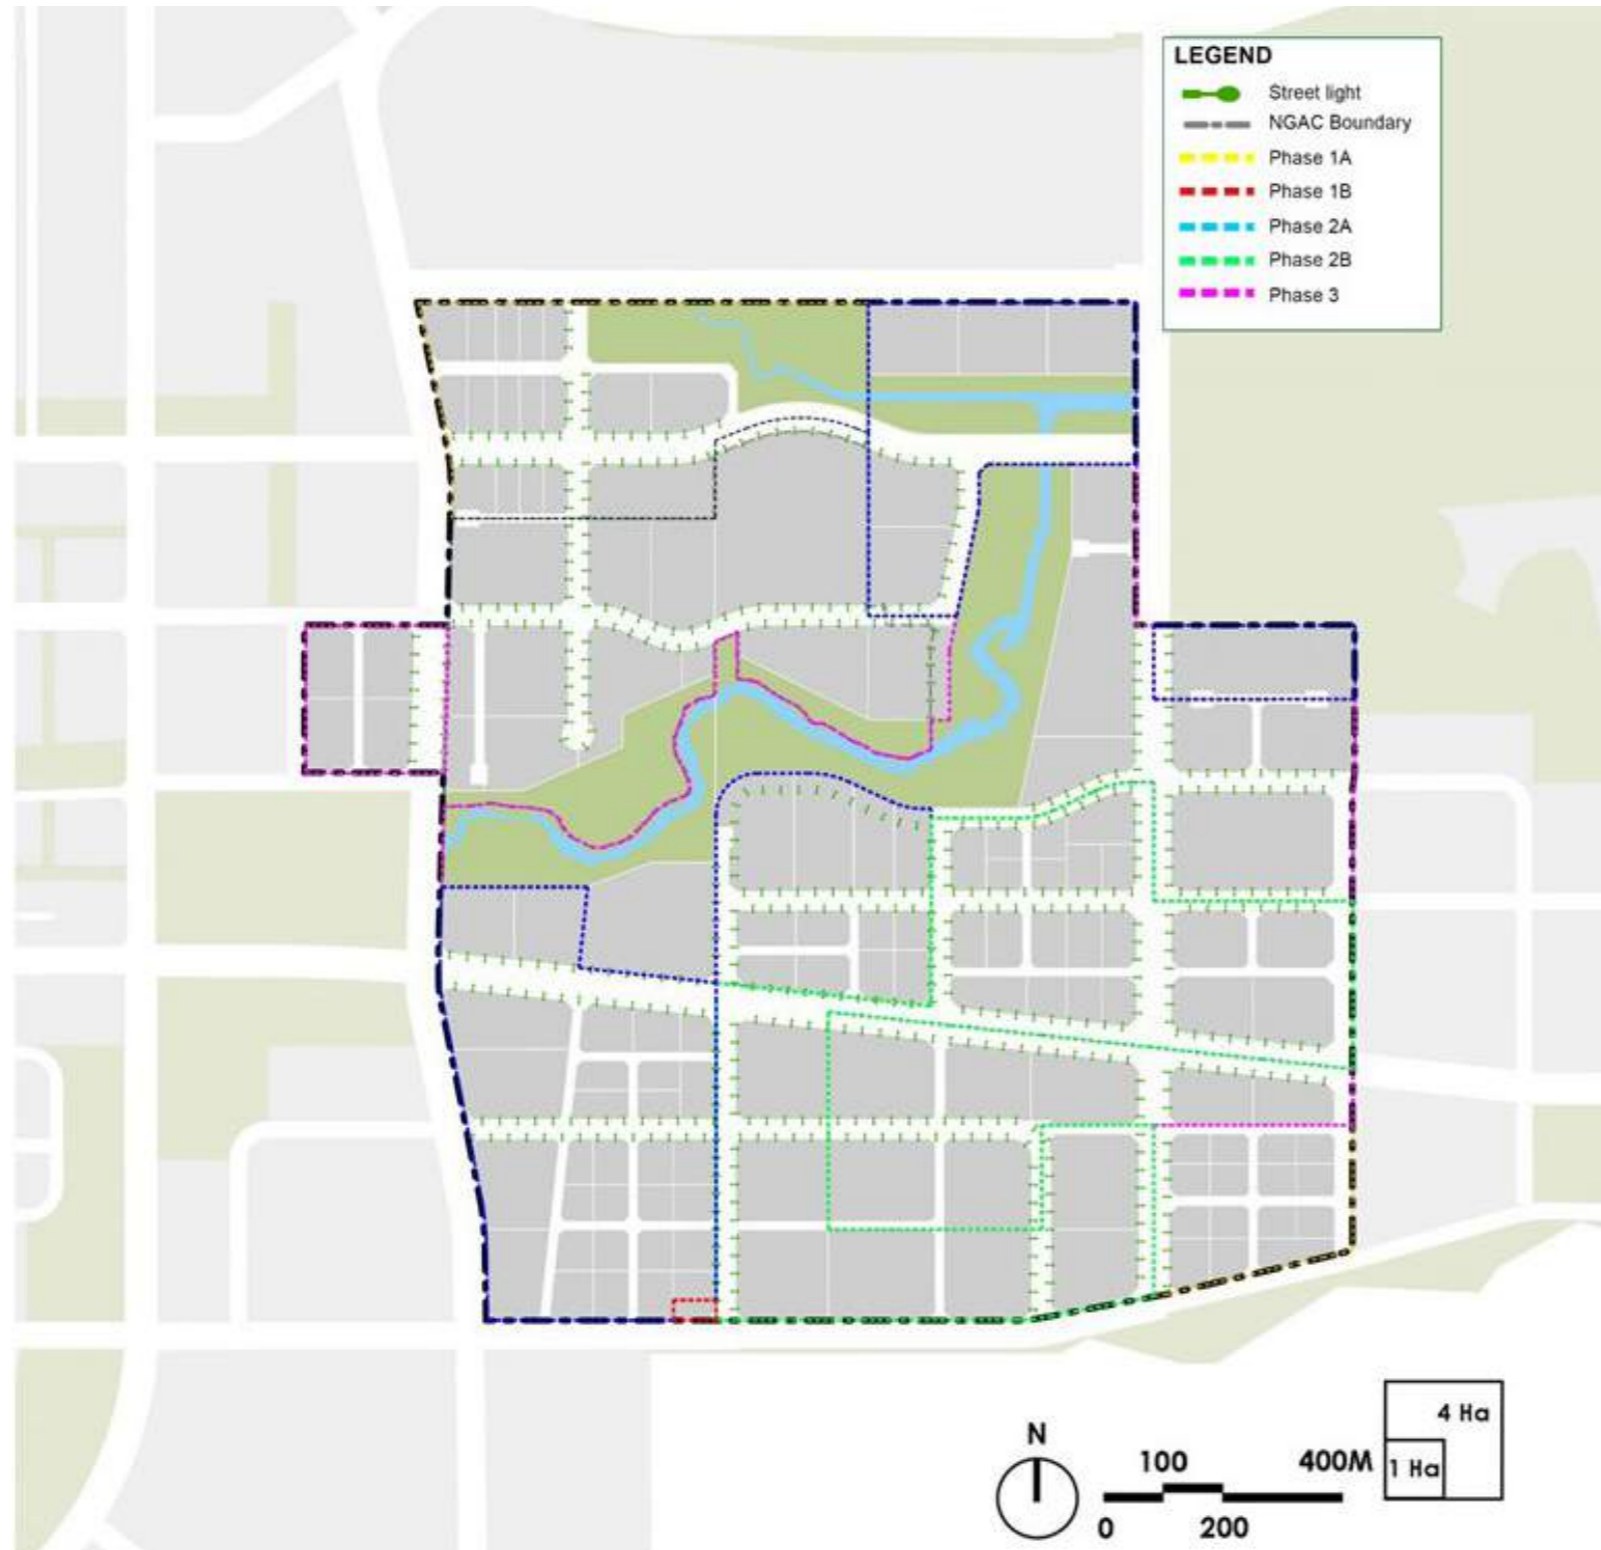 LEGEND
Street light
NGAC Boundary
Phase 1A
Phase 1B
Phase 2A
Phase 2B
Phase 3
N
100 400M
0 200
4 Ha
1 Ha